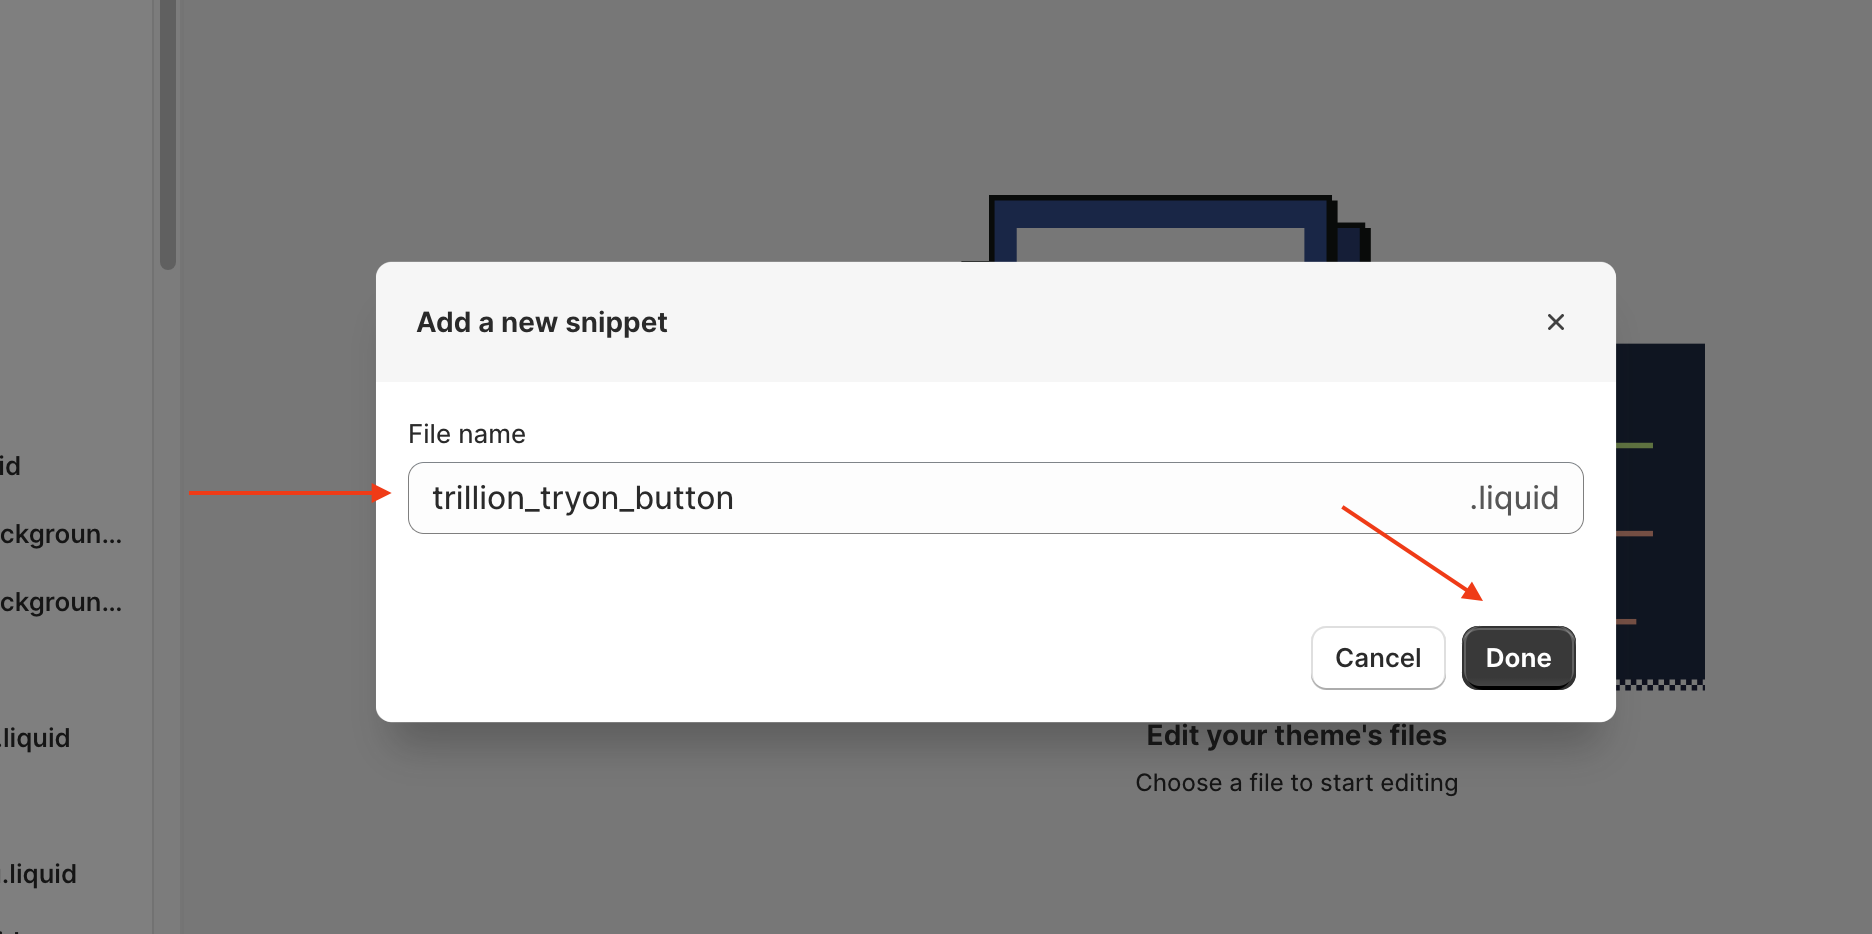 Add a new snippet
File name
trillion_tryon_button .liquid
Cancel Done
Edit your theme's files
Choose a file to start editing
id
ckgroun...
ckgroun...
.liquid
.liquid